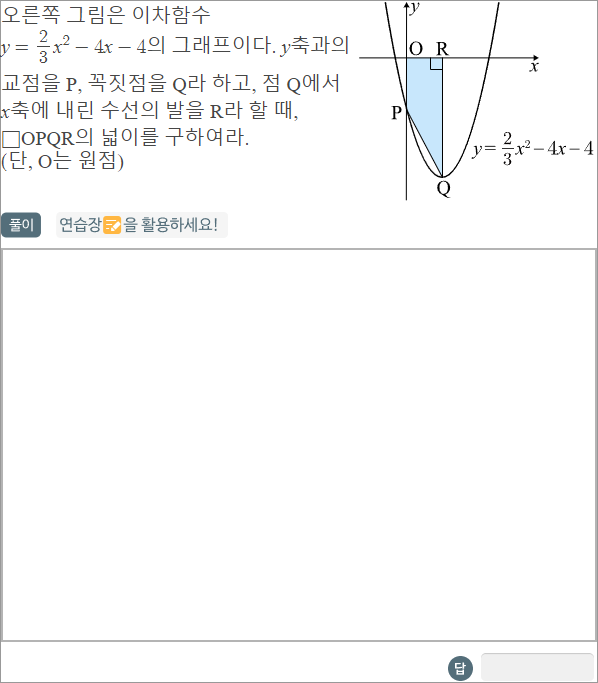 오른쪽 그림은 이차함수
y = 2/3 x² − 4x − 4의 그래프이다. y축과의
교점을 P, 꼭짓점을 Q라 하고, 점 Q에서
x축에 내린 수선의 발을 R라 할 때,
□OPQR의 넓이를 구하여라.
(단, O는 원점)
y
O R
x
P
y = 2/3 x² − 4x − 4
Q
풀이 연습장을 활용하세요!
답